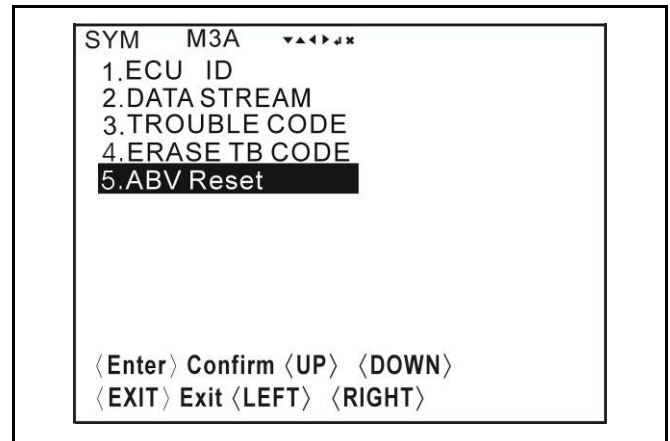 SYM M3A ▼▲◀▶↲✖
1.ECU ID
2.DATA STREAM
3.TROUBLE CODE
4.ERASE TB CODE
5.ABV Reset
〈Enter〉 Confirm 〈UP〉 〈DOWN〉
〈EXIT〉 Exit 〈LEFT〉 〈RIGHT〉